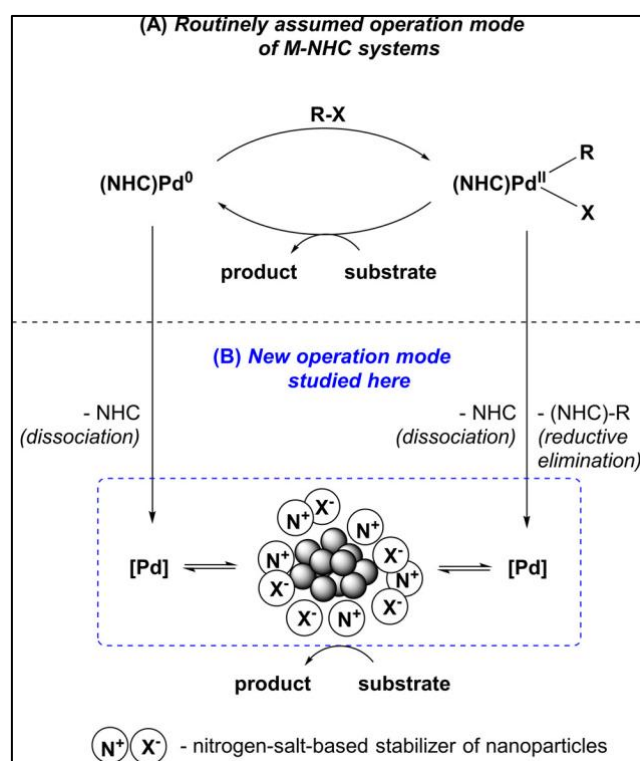 (A) Routinely assumed operation mode
of M-NHC systems
R-X
(NHC)Pd⁰
(NHC)Pdᴵᴵ
R
X
product substrate
(B) New operation mode
studied here
- NHC
(dissociation)
- NHC
(dissociation)
- (NHC)-R
(reductive
elimination)
[Pd]
N⁺ X⁻ N⁺
N⁺ X⁻
X⁻ N⁺
X⁻ N⁺ X⁻
[Pd]
product substrate
N⁺ X⁻ - nitrogen-salt-based stabilizer of nanoparticles